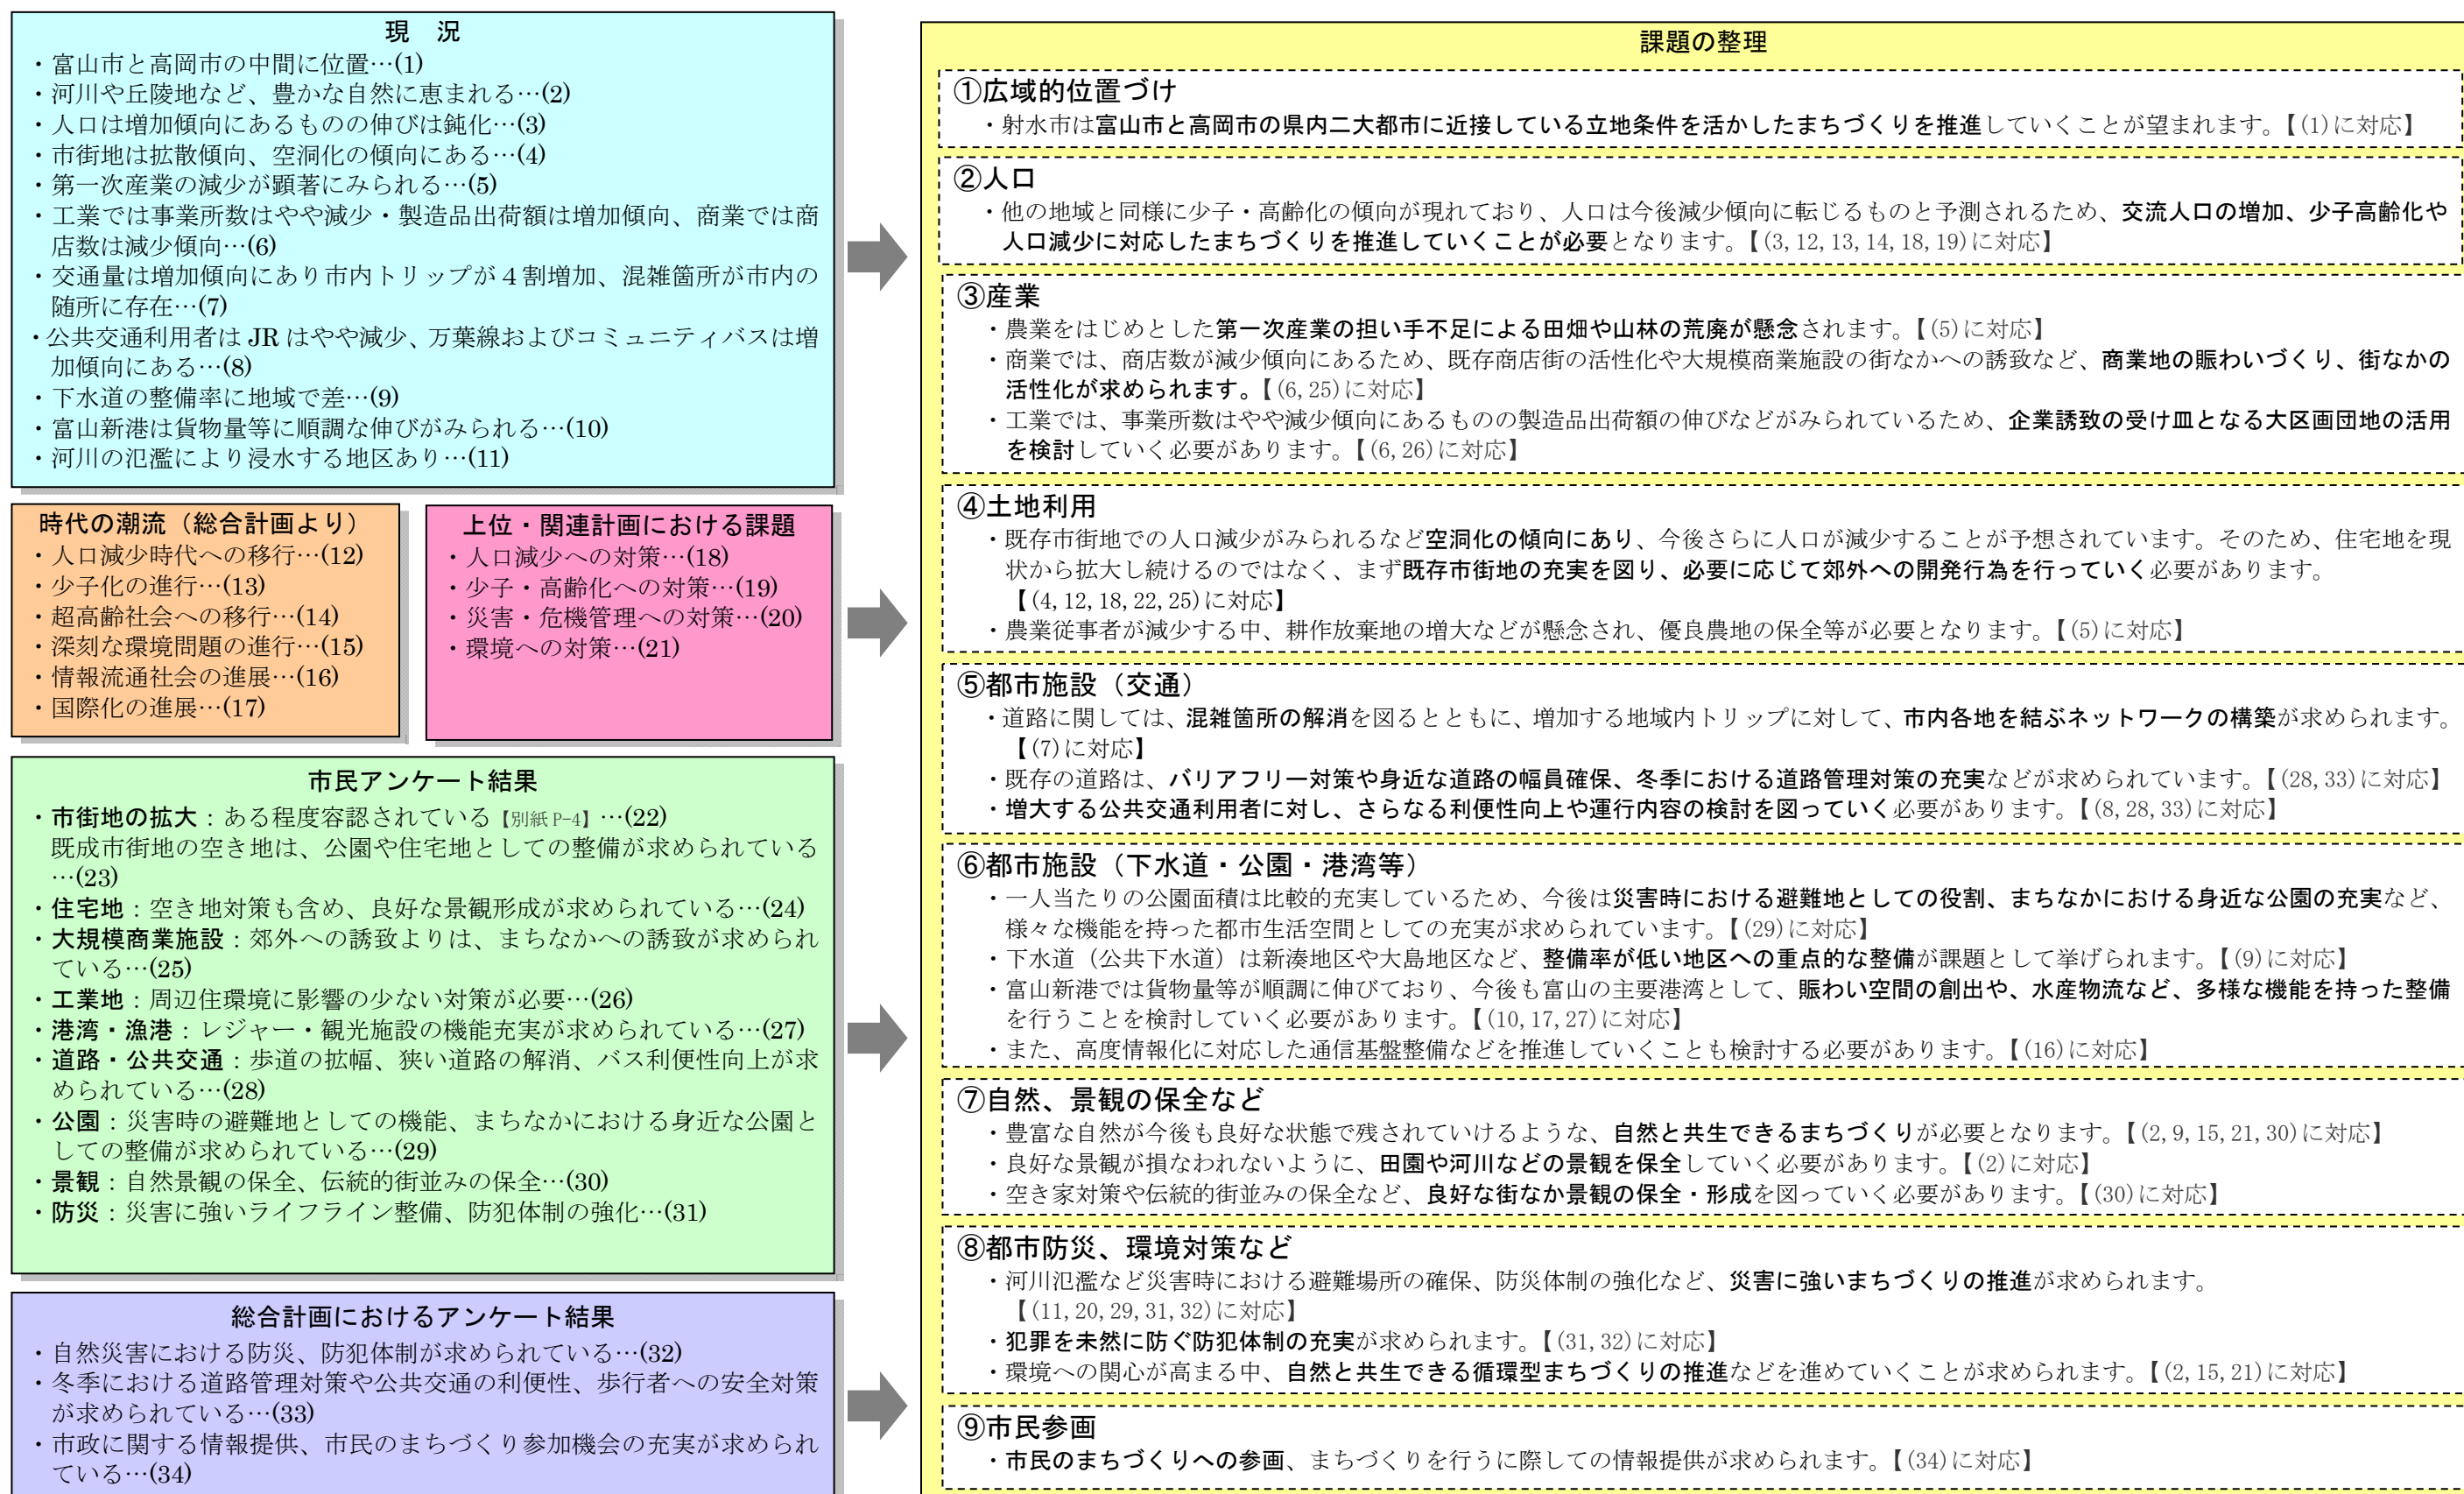 現　況
・富山市と高岡市の中間に位置…(1)
・河川や丘陵地など、豊かな自然に恵まれる…(2)
・人口は増加傾向にあるものの伸びは鈍化…(3)
・市街地は拡散傾向、空洞化の傾向にある…(4)
・第一次産業の減少が顕著にみられる…(5)
・工業では事業所数はやや減少・製造品出荷額は増加傾向、商業では商
店数は減少傾向…(6)
・交通量は増加傾向にあり市内トリップが４割増加、混雑箇所が市内の
随所に存在…(7)
・公共交通利用者は JR はやや減少、万葉線およびコミュニティバスは増
加傾向にある…(8)
・下水道の整備率に地域で差…(9)
・富山新港は貨物量等に順調な伸びがみられる…(10)
・河川の氾濫により浸水する地区あり…(11)
時代の潮流（総合計画より）
・人口減少時代への移行…(12)
・少子化の進行…(13)
・超高齢社会への移行…(14)
・深刻な環境問題の進行…(15)
・情報流通社会の進展…(16)
・国際化の進展…(17)
上位・関連計画における課題
・人口減少への対策…(18)
・少子・高齢化への対策…(19)
・災害・危機管理への対策…(20)
・環境への対策…(21)
市民アンケート結果
・市街地の拡大：ある程度容認されている【別紙 P-4】…(22)
既成市街地の空き地は、公園や住宅地としての整備が求められている
…(23)
・住宅地：空き地対策も含め、良好な景観形成が求められている…(24)
・大規模商業施設：郊外への誘致よりは、まちなかへの誘致が求められ
ている…(25)
・工業地：周辺住環境に影響の少ない対策が必要…(26)
・港湾・漁港：レジャー・観光施設の機能充実が求められている…(27)
・道路・公共交通：歩道の拡幅、狭い道路の解消、バス利便性向上が求
められている…(28)
・公園：災害時の避難地としての機能、まちなかにおける身近な公園と
しての整備が求められている…(29)
・景観：自然景観の保全、伝統的街並みの保全…(30)
・防災：災害に強いライフライン整備、防犯体制の強化…(31)
総合計画におけるアンケート結果
・自然災害における防災、防犯体制が求められている…(32)
・冬季における道路管理対策や公共交通の利便性、歩行者への安全対策
が求められている…(33)
・市政に関する情報提供、市民のまちづくり参加機会の充実が求められ
ている…(34)
課題の整理
①広域的位置づけ
・射水市は富山市と高岡市の県内二大都市に近接している立地条件を活かしたまちづくりを推進していくことが望まれます。【(1)に対応】
②人口
・他の地域と同様に少子・高齢化の傾向が現れており、人口は今後減少傾向に転じるものと予測されるため、交流人口の増加、少子高齢化や
人口減少に対応したまちづくりを推進していくことが必要となります。【(3,12,13,14,18,19)に対応】
③産業
・農業をはじめとした第一次産業の担い手不足による田畑や山林の荒廃が懸念されます。【(5)に対応】
・商業では、商店数が減少傾向にあるため、既存商店街の活性化や大規模商業施設の街なかへの誘致など、商業地の賑わいづくり、街なかの
活性化が求められます。【(6,25)に対応】
・工業では、事業所数はやや減少傾向にあるものの製造品出荷額の伸びなどがみられているため、企業誘致の受け皿となる大区画団地の活用
を検討していく必要があります。【(6,26)に対応】
④土地利用
・既存市街地での人口減少がみられるなど空洞化の傾向にあり、今後さらに人口が減少することが予想されています。そのため、住宅地を現
状から拡大し続けるのではなく、まず既存市街地の充実を図り、必要に応じて郊外への開発行為を行っていく必要があります。
【(4,12,18,22,25)に対応】
・農業従事者が減少する中、耕作放棄地の増大などが懸念され、優良農地の保全等が必要となります。【(5)に対応】
⑤都市施設（交通）
・道路に関しては、混雑箇所の解消を図るとともに、増加する地域内トリップに対して、市内各地を結ぶネットワークの構築が求められます。
【(7)に対応】
・既存の道路は、バリアフリー対策や身近な道路の幅員確保、冬季における道路管理対策の充実などが求められています。【(28,33)に対応】
・増大する公共交通利用者に対し、さらなる利便性向上や運行内容の検討を図っていく必要があります。【(8,28,33)に対応】
⑥都市施設（下水道・公園・港湾等）
・一人当たりの公園面積は比較的充実しているため、今後は災害時における避難地としての役割、まちなかにおける身近な公園の充実など、
様々な機能を持った都市生活空間としての充実が求められています。【(29)に対応】
・下水道（公共下水道）は新湊地区や大島地区など、整備率が低い地区への重点的な整備が課題として挙げられます。【(9)に対応】
・富山新港では貨物量等が順調に伸びており、今後も富山の主要港湾として、賑わい空間の創出や、水産物流など、多様な機能を持った整備
を行うことを検討していく必要があります。【(10,17,27)に対応】
・また、高度情報化に対応した通信基盤整備などを推進していくことも検討する必要があります。【(16)に対応】
⑦自然、景観の保全など
・豊富な自然が今後も良好な状態で残されていけるような、自然と共生できるまちづくりが必要となります。【(2,9,15,21,30)に対応】
・良好な景観が損なわれないように、田園や河川などの景観を保全していく必要があります。【(2)に対応】
・空き家対策や伝統的街並みの保全など、良好な街なか景観の保全・形成を図っていく必要があります。【(30)に対応】
⑧都市防災、環境対策など
・河川氾濫など災害時における避難場所の確保、防災体制の強化など、災害に強いまちづくりの推進が求められます。
【(11,20,29,31,32)に対応】
・犯罪を未然に防ぐ防犯体制の充実が求められます。【(31,32)に対応】
・環境への関心が高まる中、自然と共生できる循環型まちづくりの推進などを進めていくことが求められます。【(2,15,21)に対応】
⑨市民参画
・市民のまちづくりへの参画、まちづくりを行うに際しての情報提供が求められます。【(34)に対応】